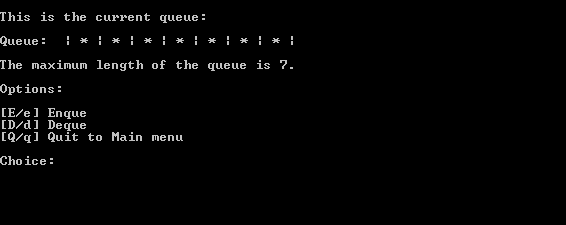 This is the current queue:
Queue:  ¦ * ¦ * ¦ * ¦ * ¦ * ¦ * ¦ * ¦
The maximum length of the queue is 7.
Options:
[E/e] Enque
[D/d] Deque
[Q/q] Quit to Main menu
Choice: